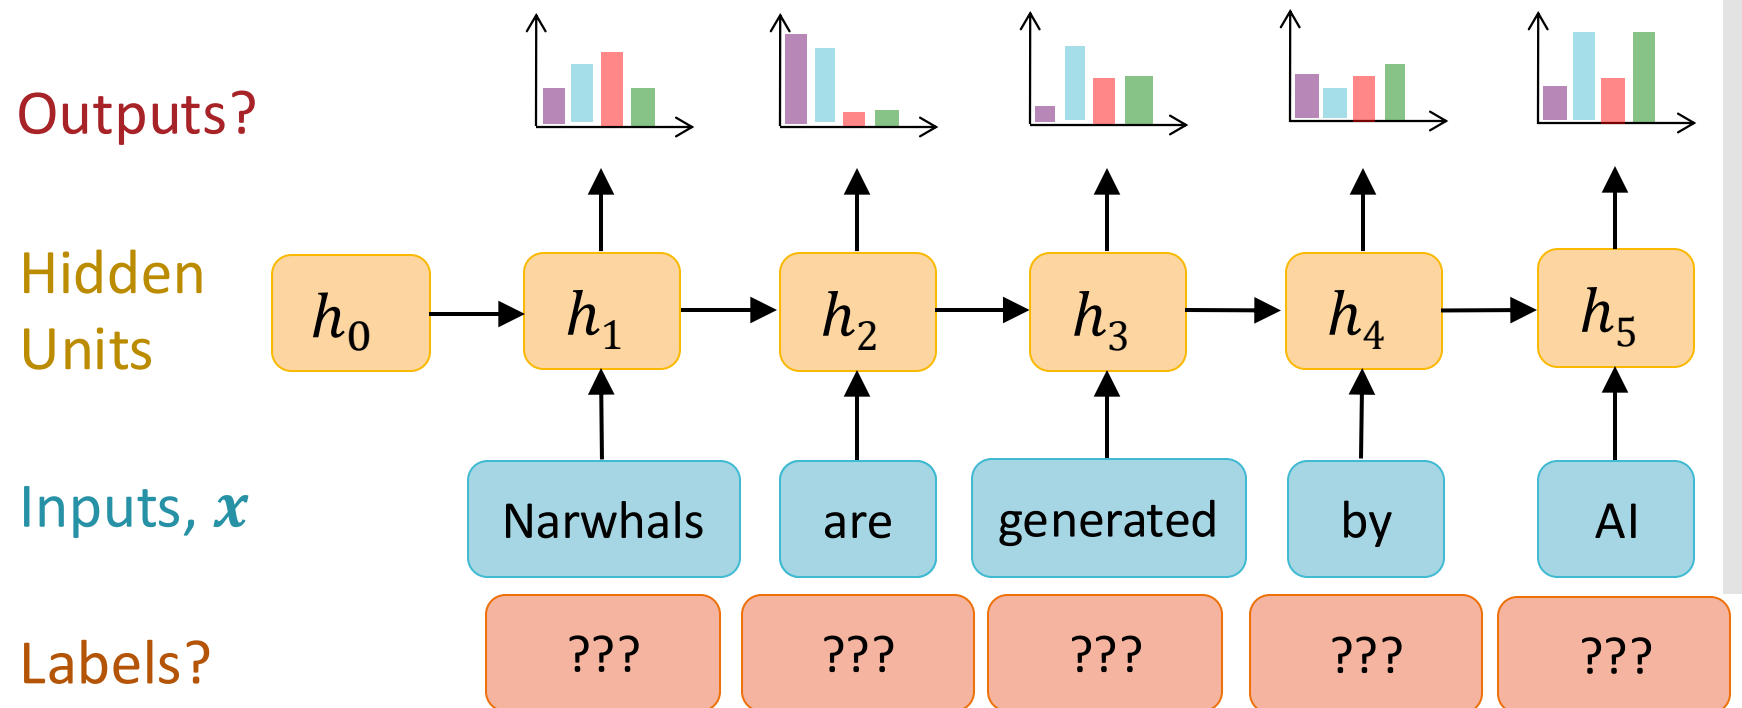 Outputs?
Hidden
Units
h₀
h₁
h₂
h₃
h₄
h₅
Inputs, x
Narwhals
are
generated
by
AI
Labels?
???
???
???
???
???